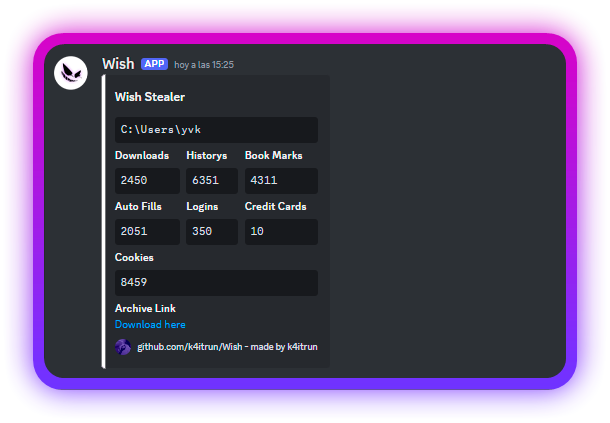 Wish APP hoy a las 15:25
Wish Stealer
C:\Users\yvk
Downloads Historys Book Marks
2450 6351 4311
Auto Fills Logins Credit Cards
2051 350 10
Cookies
8459
Archive Link
Download here
github.com/k4itrun/Wish - made by k4itrun